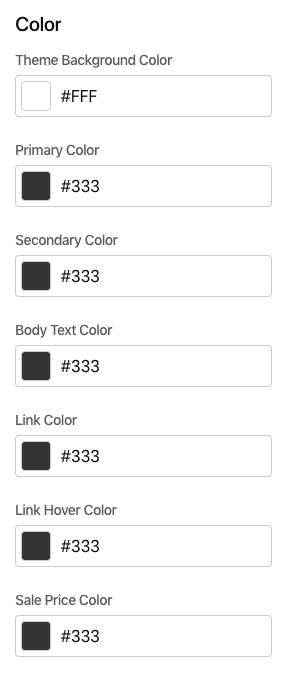 Color
Theme Background Color
#FFF
Primary Color
#333
Secondary Color
#333
Body Text Color
#333
Link Color
#333
Link Hover Color
#333
Sale Price Color
#333